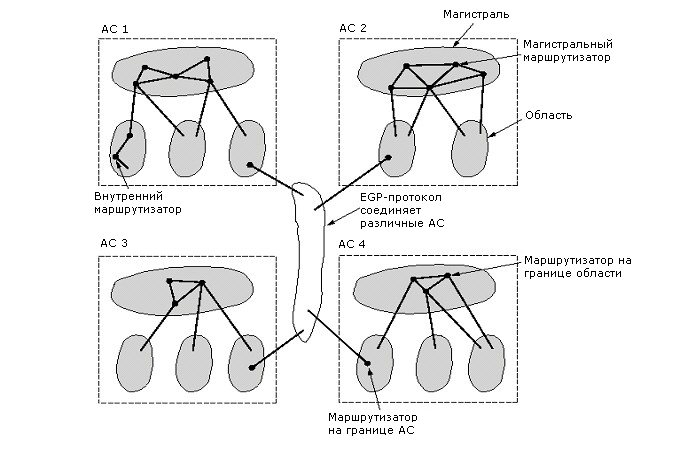 Магистраль
АС 1
АС 2
Магистральный
маршрутизатор
Область
Внутренний
маршрутизатор
EGP-протокол
соединяет
различные АС
АС 3
АС 4
Маршрутизатор на
границе области
Маршрутизатор
на границе АС